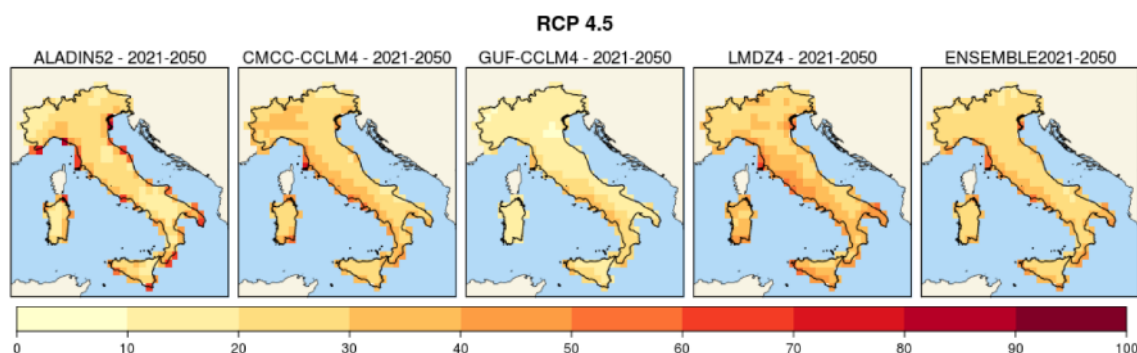 RCP 4.5
ALADIN52 - 2021-2050 CMCC-CCLM4 - 2021-2050 GUF-CCLM4 - 2021-2050 LMDZ4 - 2021-2050 ENSEMBLE2021-2050
0 10 20 30 40 50 60 70 80 90 100